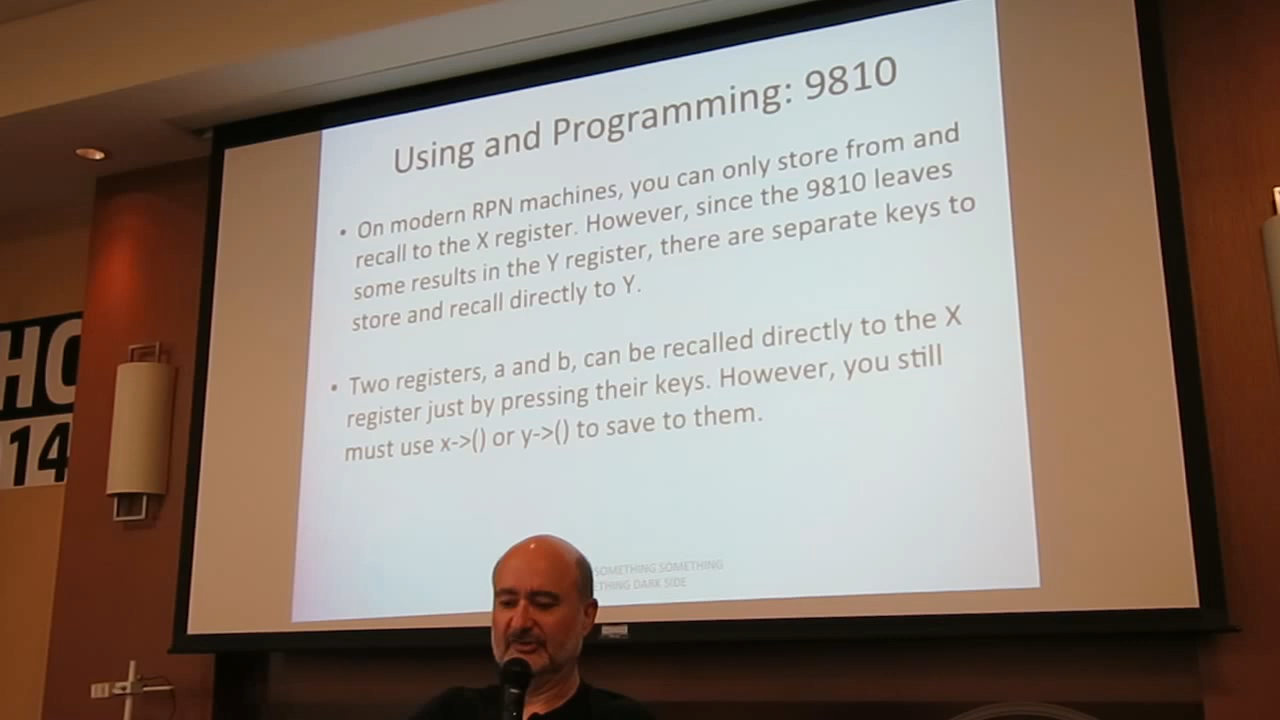 Using and Programming: 9810
• On modern RPN machines, you can only store from and
recall to the X register. However, since the 9810 leaves
some results in the Y register, there are separate keys to
store and recall directly to Y.
• Two registers, a and b, can be recalled directly to the X
register just by pressing their keys. However, you still
must use x->() or y->() to save to them.
SOMETHING SOMETHING
THING DARK SIDE
HC
14